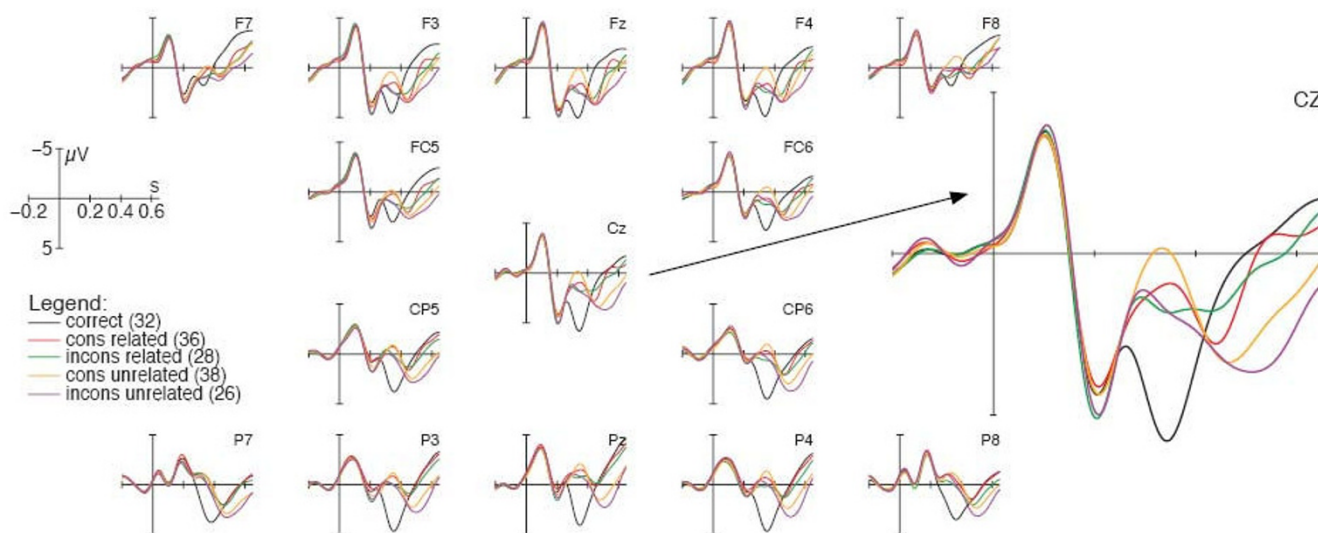 F7 F3 Fz F4 F8
CZ
FC5 FC6
−5 μV
s
−0.2 0.2 0.4 0.6
5
Cz
Legend:
CP5 CP6
correct (32)
cons related (36)
incons related (28)
cons unrelated (38)
incons unrelated (26)
P7 P3 Pz P4 P8